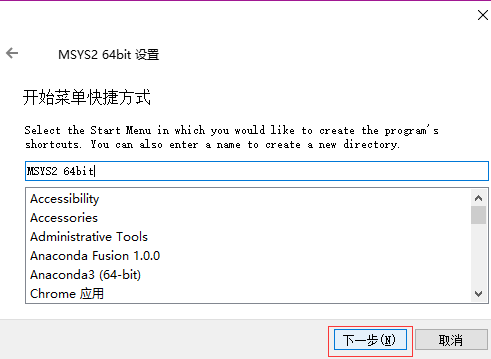 MSYS2 64bit 设置
开始菜单快捷方式
Select the Start Menu in which you would like to create the program's
shortcuts. You can also enter a name to create a new directory.
MSYS2 64bit
Accessibility
Accessories
Administrative Tools
Anaconda Fusion 1.0.0
Anaconda3 (64-bit)
Chrome 应用
下一步(N) 取消